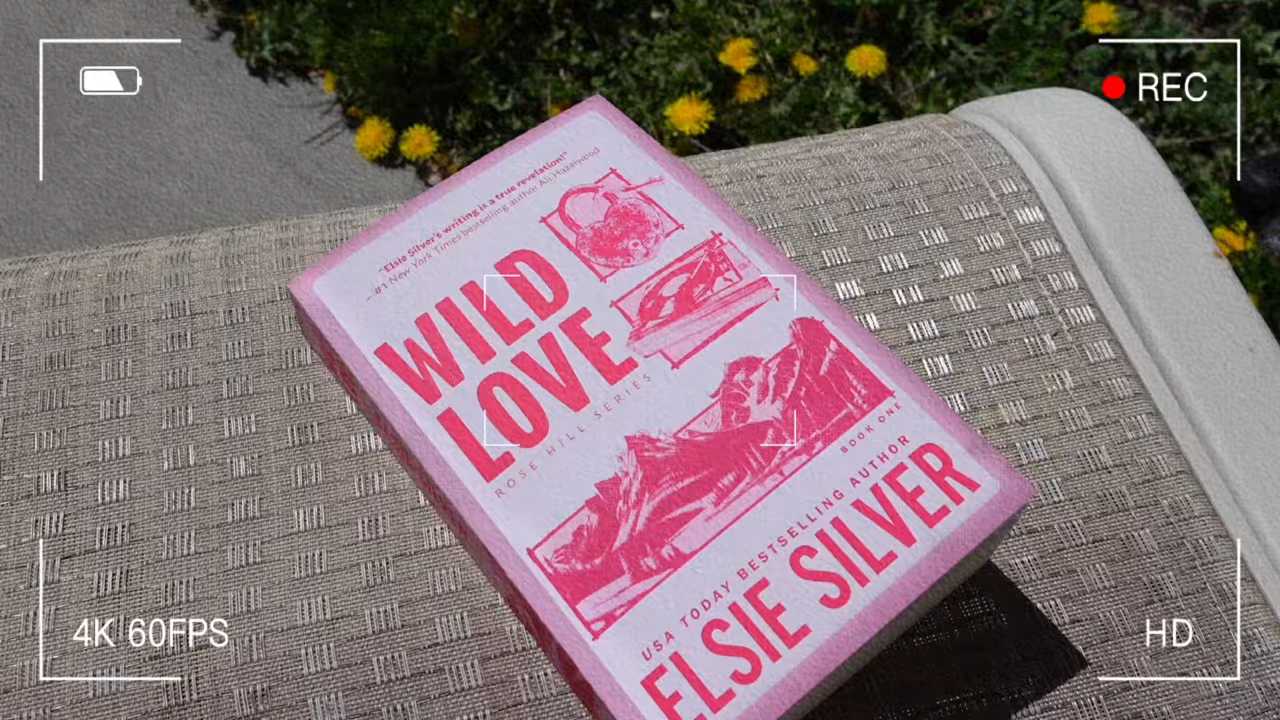 REC
"Elsie Silver's writing is a true revelation!"
—#1 New York Times bestselling author Ali Hazelwood
WILD
LOVE
ROSE HILL SERIES
BOOK ONE
USA TODAY BESTSELLING AUTHOR
ELSIE SILVER
4K 60FPS
HD